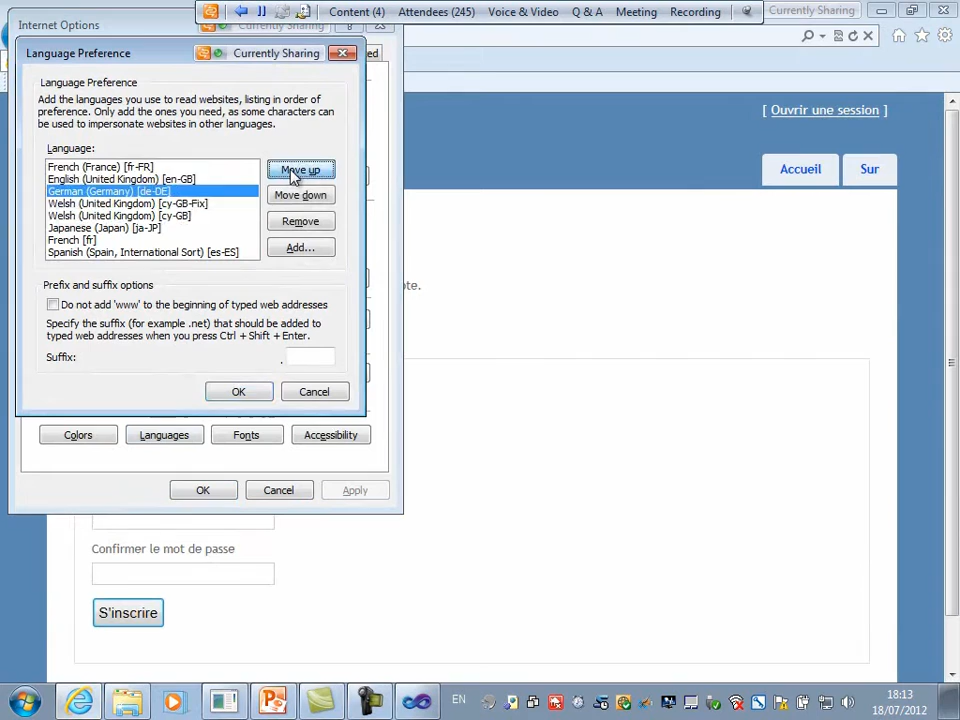 Internet Options
Content (4) Attendees (245) Voice & Video Q & A Meeting Recording
Currently Sharing
Language Preference
Currently Sharing
ed
Language Preference
Add the languages you use to read websites, listing in order of
preference. Only add the ones you need, as some characters can
be used to impersonate websites in other languages.
Language:
French (France) [fr-FR]
English (United Kingdom) [en-GB]
German (Germany) [de-DE]
Welsh (United Kingdom) [cy-GB-Fix]
Welsh (United Kingdom) [cy-GB]
Japanese (Japan) [ja-JP]
French [fr]
Spanish (Spain, International Sort) [es-ES]
Move up
Move down
Remove
Add...
Prefix and suffix options
Do not add 'www' to the beginning of typed web addresses
Specify the suffix (for example .net) that should be added to
typed web addresses when you press Ctrl + Shift + Enter.
Suffix: .
OK Cancel
Colors Languages Fonts Accessibility
OK Cancel Apply
[ Ouvrir une session ]
Accueil Sur
ote.
Confirmer le mot de passe
S'inscrire
EN
18:13
18/07/2012